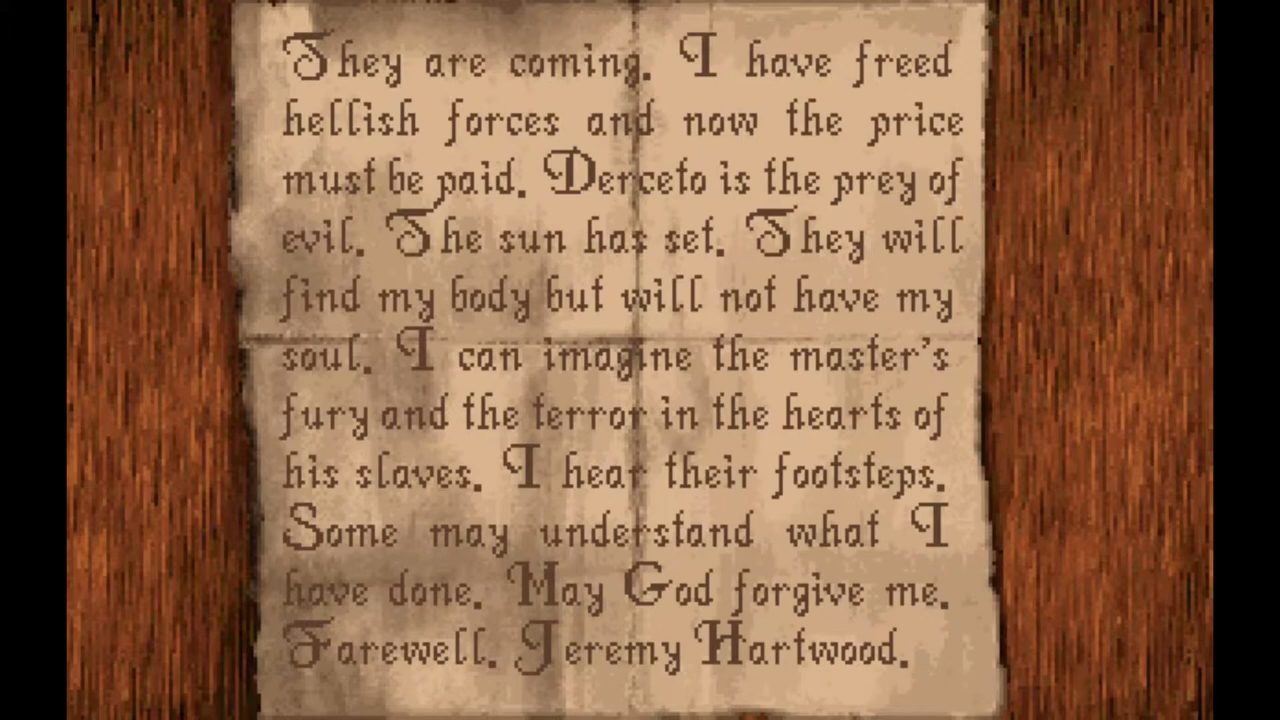 They are coming. I have freed
hellish forces and now the price
must be paid. Derceto is the prey of
evil. The sun has set. They will
find my body but will not have my
soul. I can imagine the master's
fury and the terror in the hearts of
his slaves. I hear their footsteps.
Some may understand what I
have done. May God forgive me.
Farewell. Jeremy Hartwood.